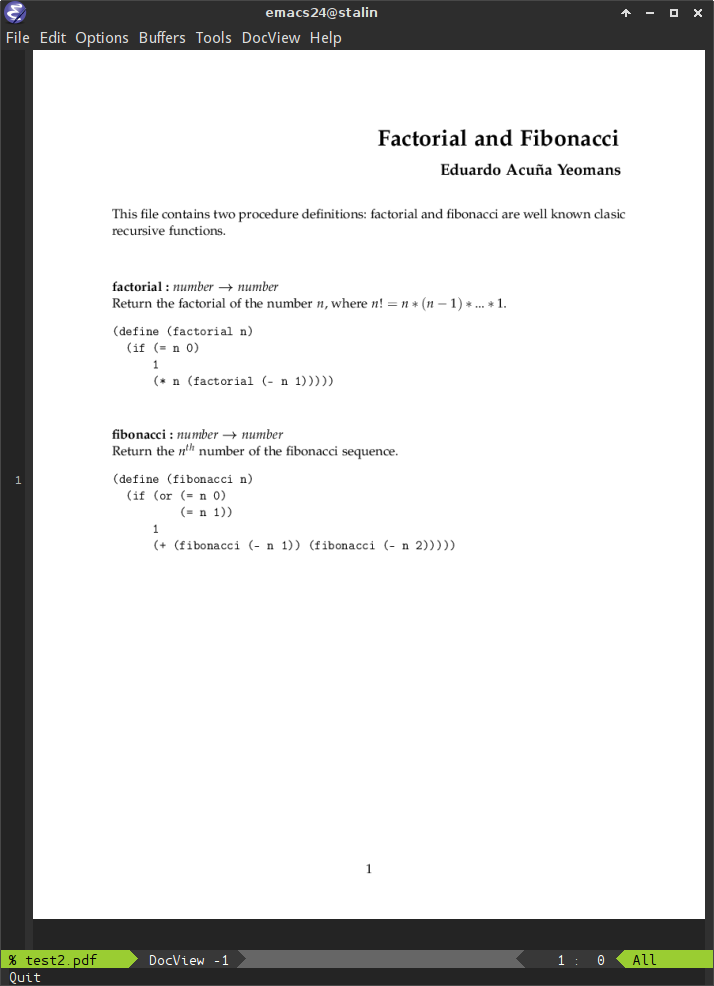 emacs24@stalin
File Edit Options Buffers Tools DocView Help
Factorial and Fibonacci
Eduardo Acuña Yeomans
This file contains two procedure definitions: factorial and fibonacci are well known clasic
recursive functions.
factorial : number → number
Return the factorial of the number n, where n! = n * (n − 1) * ... * 1.
(define (factorial n)
  (if (= n 0)
      1
      (* n (factorial (- n 1)))))
fibonacci : number → number
Return the nth number of the fibonacci sequence.
1
(define (fibonacci n)
  (if (or (= n 0)
          (= n 1))
      1
      (+ (fibonacci (- n 1)) (fibonacci (- n 2)))))
1
% test2.pdf DocView -1 1 : 0 All
Quit